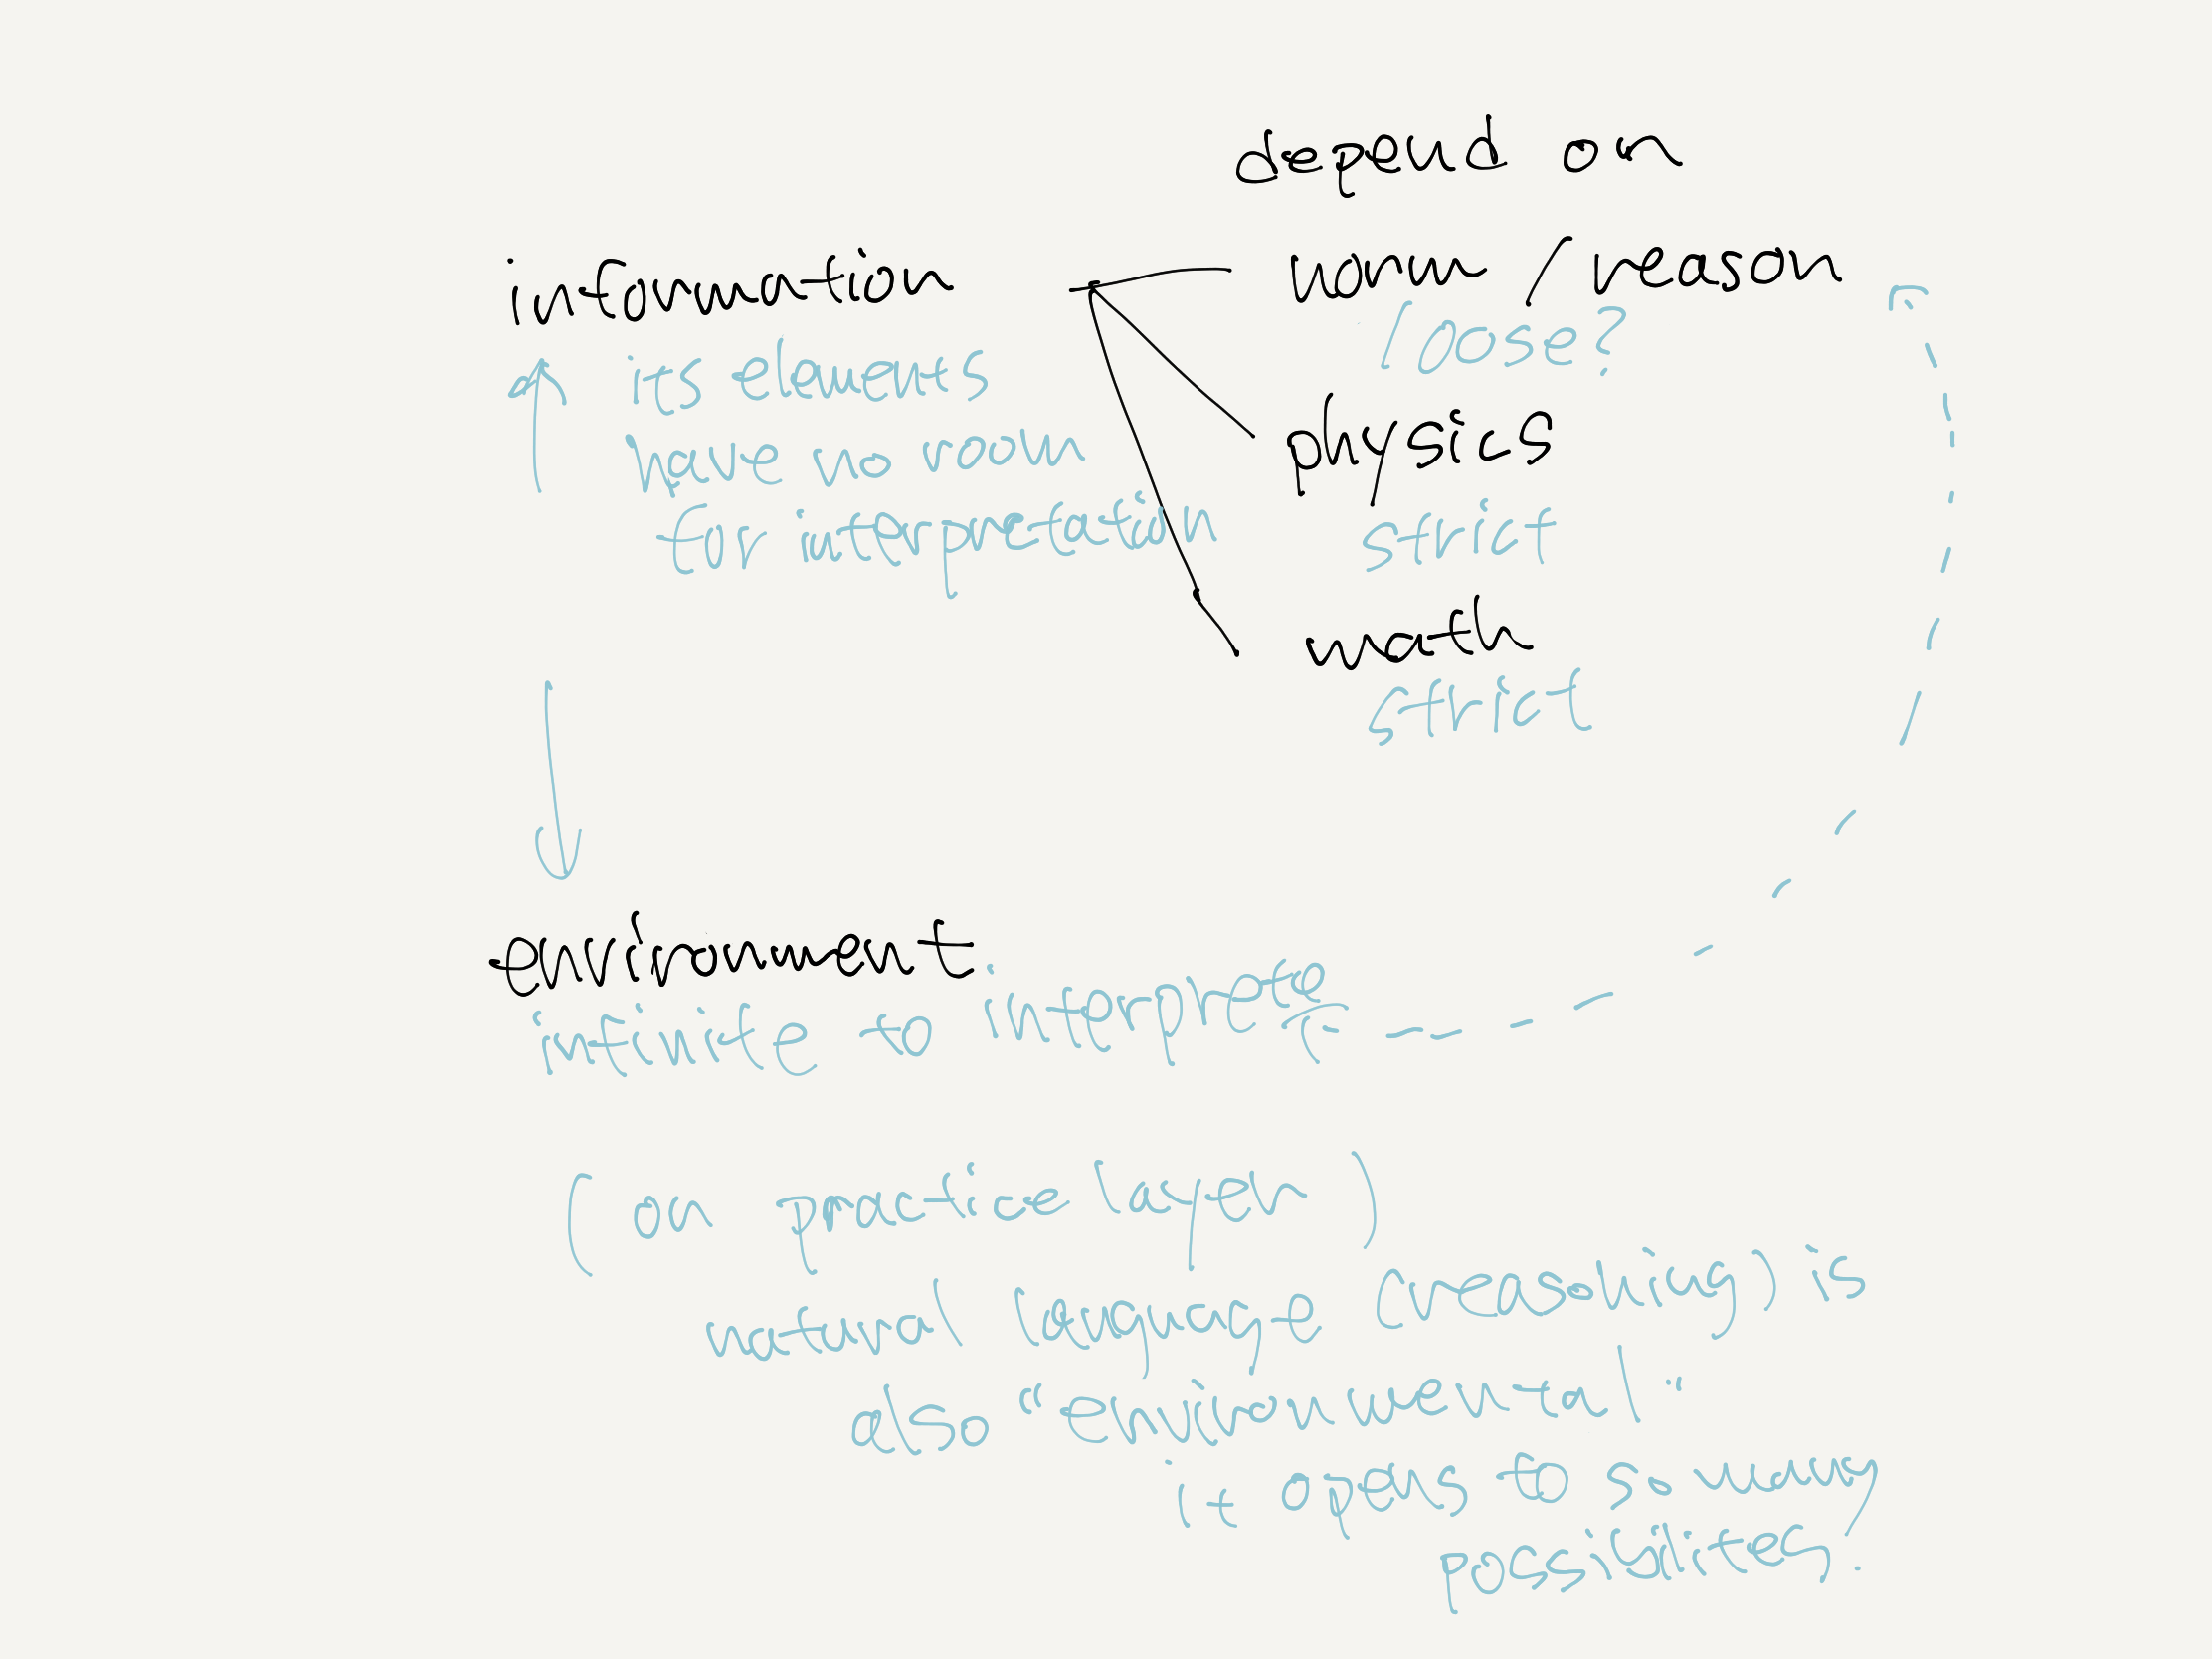 depend on
information
norm / reason
loose?
its elements
have no room
for interpretation
physics
strict
math
strict
environment
infinite to interprete
(on practice layer)
natural language (reasoning) is
also "environmental"
it opens to so many
possibilites.